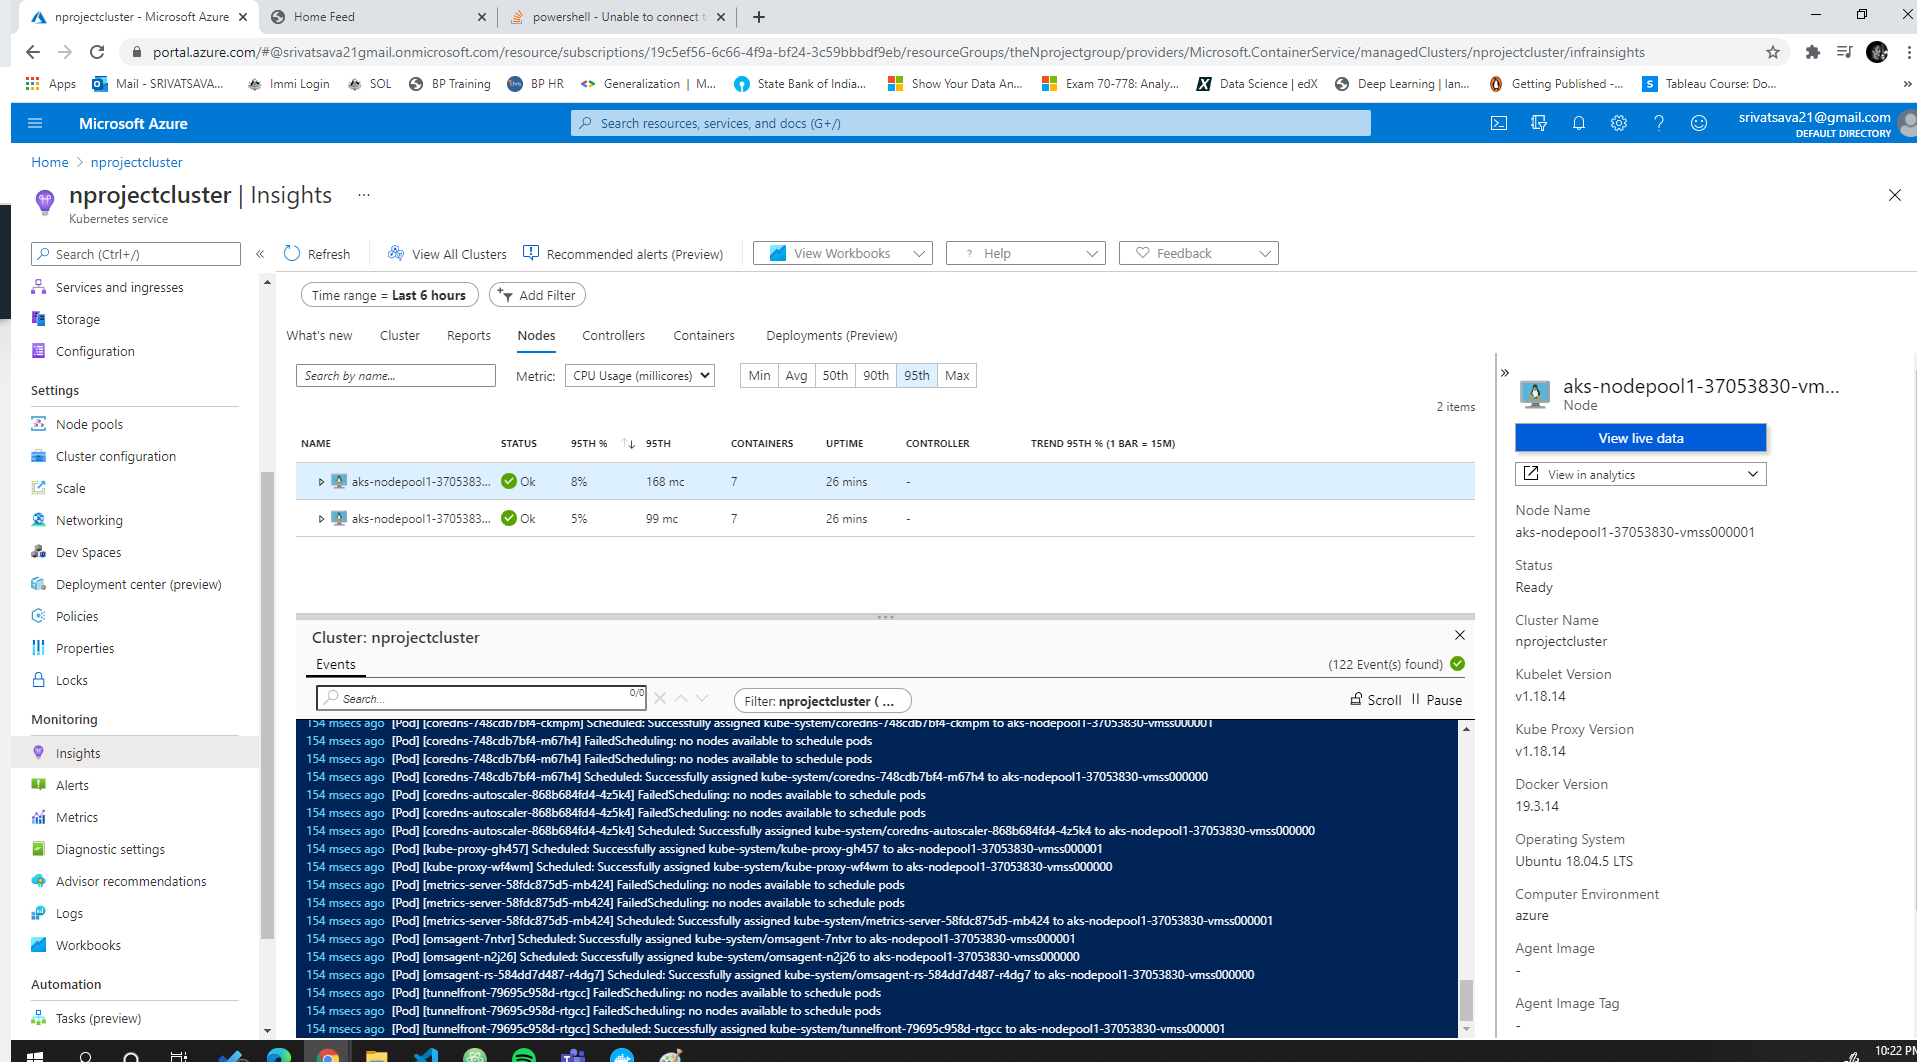 nprojectcluster - Microsoft Azure
Home Feed
powershell - Unable to connect t
portal.azure.com/#@srivatsava21gmail.onmicrosoft.com/resource/subscriptions/19c5ef56-6c66-4f9a-bf24-3c59bbbdf9eb/resourceGroups/theNprojectgroup/providers/Microsoft.ContainerService/managedClusters/nprojectcluster/infrainsights
Apps Mail - SRIVATSAVA... Immi Login SOL BP Training BP HR Generalization | M... State Bank of India... Show Your Data An... Exam 70-778: Analy... Data Science | edX Deep Learning | lan... Getting Published -... Tableau Course: Do... »
Microsoft Azure
Search resources, services, and docs (G+/)
srivatsava21@gmail.com
DEFAULT DIRECTORY
Home > nprojectcluster
nprojectcluster | Insights ...
Kubernetes service
Search (Ctrl+/) «
Refresh View All Clusters Recommended alerts (Preview) View Workbooks ? Help Feedback
Services and ingresses
Storage
Configuration
Settings
Node pools
Cluster configuration
Scale
Networking
Dev Spaces
Deployment center (preview)
Policies
Properties
Locks
Monitoring
Insights
Alerts
Metrics
Diagnostic settings
Advisor recommendations
Logs
Workbooks
Automation
Tasks (preview)
Time range = Last 6 hours Add Filter
What's new Cluster Reports Nodes Controllers Containers Deployments (Preview)
Search by name... Metric: CPU Usage (millicores) Min Avg 50th 90th 95th Max
2 items
NAME STATUS 95TH % 95TH CONTAINERS UPTIME CONTROLLER TREND 95TH % (1 BAR = 15M)
aks-nodepool1-3705383... Ok 8% 168 mc 7 26 mins -
aks-nodepool1-3705383... Ok 5% 99 mc 7 26 mins -
Cluster: nprojectcluster
Events (122 Event(s) found)
Search... 0/0 Filter: nprojectcluster ( ... Scroll Pause
154 msecs ago [Pod] [coredns-748cdb7bf4-ckmpm] Scheduled: Successfully assigned kube-system/coredns-748cdb7bf4-ckmpm to aks-nodepool1-37053830-vmss000001
154 msecs ago [Pod] [coredns-748cdb7bf4-m67h4] FailedScheduling: no nodes available to schedule pods
154 msecs ago [Pod] [coredns-748cdb7bf4-m67h4] FailedScheduling: no nodes available to schedule pods
154 msecs ago [Pod] [coredns-748cdb7bf4-m67h4] Scheduled: Successfully assigned kube-system/coredns-748cdb7bf4-m67h4 to aks-nodepool1-37053830-vmss000000
154 msecs ago [Pod] [coredns-autoscaler-868b684fd4-4z5k4] FailedScheduling: no nodes available to schedule pods
154 msecs ago [Pod] [coredns-autoscaler-868b684fd4-4z5k4] FailedScheduling: no nodes available to schedule pods
154 msecs ago [Pod] [coredns-autoscaler-868b684fd4-4z5k4] Scheduled: Successfully assigned kube-system/coredns-autoscaler-868b684fd4-4z5k4 to aks-nodepool1-37053830-vmss000000
154 msecs ago [Pod] [kube-proxy-gh457] Scheduled: Successfully assigned kube-system/kube-proxy-gh457 to aks-nodepool1-37053830-vmss000001
154 msecs ago [Pod] [kube-proxy-wf4wm] Scheduled: Successfully assigned kube-system/kube-proxy-wf4wm to aks-nodepool1-37053830-vmss000000
154 msecs ago [Pod] [metrics-server-58fdc875d5-mb424] FailedScheduling: no nodes available to schedule pods
154 msecs ago [Pod] [metrics-server-58fdc875d5-mb424] FailedScheduling: no nodes available to schedule pods
154 msecs ago [Pod] [metrics-server-58fdc875d5-mb424] Scheduled: Successfully assigned kube-system/metrics-server-58fdc875d5-mb424 to aks-nodepool1-37053830-vmss000001
154 msecs ago [Pod] [omsagent-7ntvr] Scheduled: Successfully assigned kube-system/omsagent-7ntvr to aks-nodepool1-37053830-vmss000001
154 msecs ago [Pod] [omsagent-n2j26] Scheduled: Successfully assigned kube-system/omsagent-n2j26 to aks-nodepool1-37053830-vmss000000
154 msecs ago [Pod] [omsagent-rs-584dd7d487-r4dg7] Scheduled: Successfully assigned kube-system/omsagent-rs-584dd7d487-r4dg7 to aks-nodepool1-37053830-vmss000000
154 msecs ago [Pod] [tunnelfront-79695c958d-rtgcc] FailedScheduling: no nodes available to schedule pods
154 msecs ago [Pod] [tunnelfront-79695c958d-rtgcc] FailedScheduling: no nodes available to schedule pods
154 msecs ago [Pod] [tunnelfront-79695c958d-rtgcc] Scheduled: Successfully assigned kube-system/tunnelfront-79695c958d-rtgcc to aks-nodepool1-37053830-vmss000001
» aks-nodepool1-37053830-vm...
Node
View live data
View in analytics
Node Name
aks-nodepool1-37053830-vmss000001
Status
Ready
Cluster Name
nprojectcluster
Kubelet Version
v1.18.14
Kube Proxy Version
v1.18.14
Docker Version
19.3.14
Operating System
Ubuntu 18.04.5 LTS
Computer Environment
azure
Agent Image
-
Agent Image Tag
-
10:22 PM